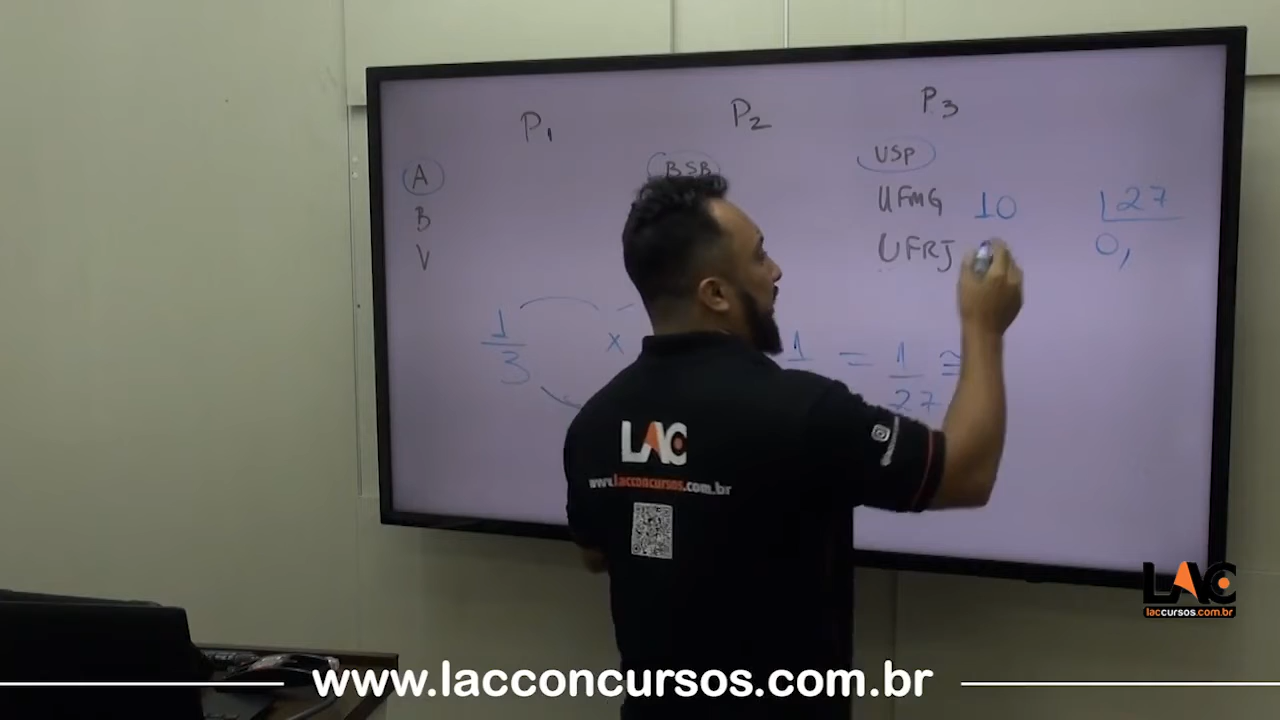 P1 P2 P3
A BSB USP
B UFMG 10 27
V UFRJ 0,
1/3 x 1 = 1/27 ≅
LAC
www.lacconcursos.com.br
LAC
laccursos.com.br
www.lacconcursos.com.br